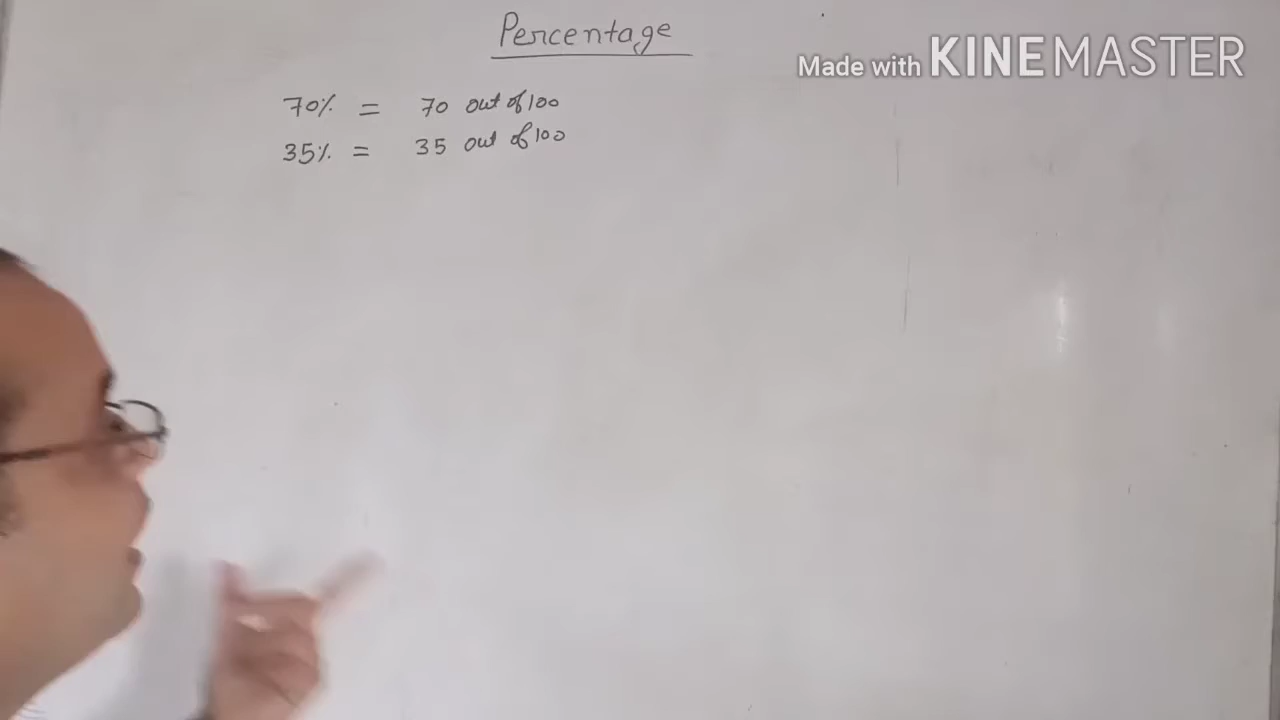 Percentage
Made with KINEMASTER
70% = 70 out of 100
35% = 35 out of 100